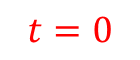 t = 0